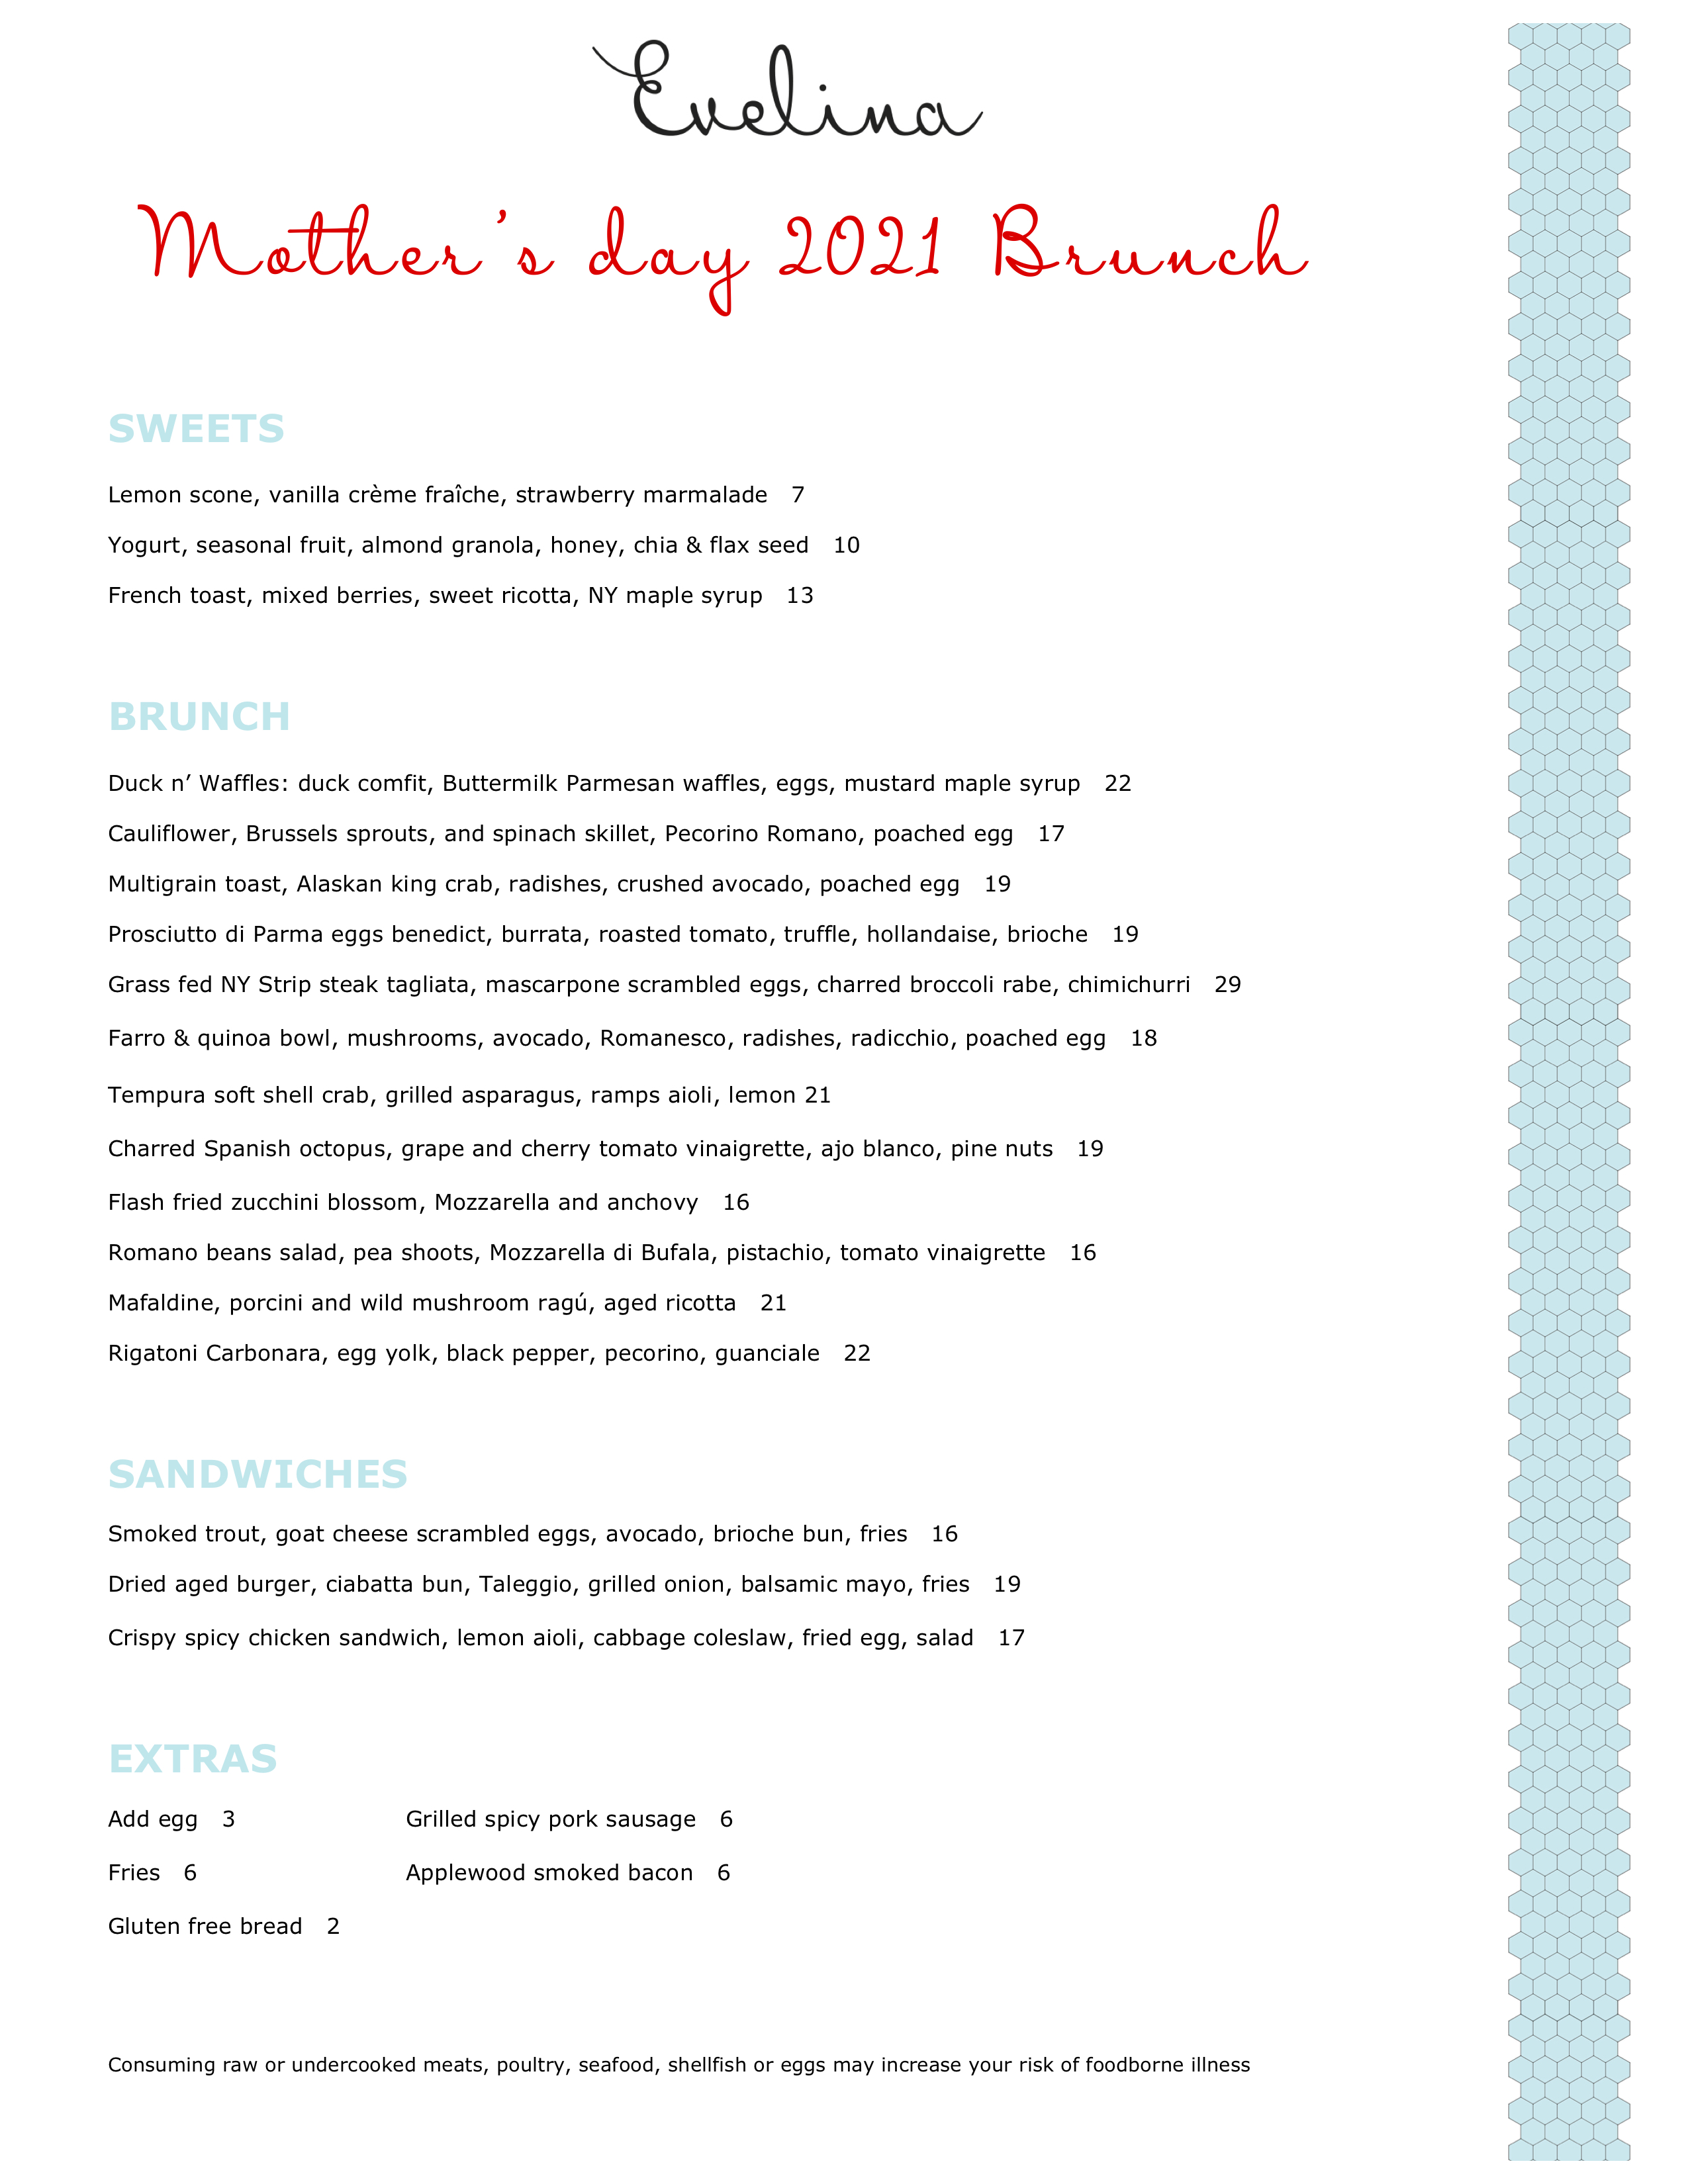 Evelina
Mother's day 2021 Brunch
SWEETS
Lemon scone, vanilla crème fraîche, strawberry marmalade 7
Yogurt, seasonal fruit, almond granola, honey, chia & flax seed 10
French toast, mixed berries, sweet ricotta, NY maple syrup 13
BRUNCH
Duck n’ Waffles: duck comfit, Buttermilk Parmesan waffles, eggs, mustard maple syrup 22
Cauliflower, Brussels sprouts, and spinach skillet, Pecorino Romano, poached egg 17
Multigrain toast, Alaskan king crab, radishes, crushed avocado, poached egg 19
Prosciutto di Parma eggs benedict, burrata, roasted tomato, truffle, hollandaise, brioche 19
Grass fed NY Strip steak tagliata, mascarpone scrambled eggs, charred broccoli rabe, chimichurri 29
Farro & quinoa bowl, mushrooms, avocado, Romanesco, radishes, radicchio, poached egg 18
Tempura soft shell crab, grilled asparagus, ramps aioli, lemon 21
Charred Spanish octopus, grape and cherry tomato vinaigrette, ajo blanco, pine nuts 19
Flash fried zucchini blossom, Mozzarella and anchovy 16
Romano beans salad, pea shoots, Mozzarella di Bufala, pistachio, tomato vinaigrette 16
Mafaldine, porcini and wild mushroom ragú, aged ricotta 21
Rigatoni Carbonara, egg yolk, black pepper, pecorino, guanciale 22
SANDWICHES
Smoked trout, goat cheese scrambled eggs, avocado, brioche bun, fries 16
Dried aged burger, ciabatta bun, Taleggio, grilled onion, balsamic mayo, fries 19
Crispy spicy chicken sandwich, lemon aioli, cabbage coleslaw, fried egg, salad 17
EXTRAS
Add egg 3 Grilled spicy pork sausage 6
Fries 6 Applewood smoked bacon 6
Gluten free bread 2
Consuming raw or undercooked meats, poultry, seafood, shellfish or eggs may increase your risk of foodborne illness